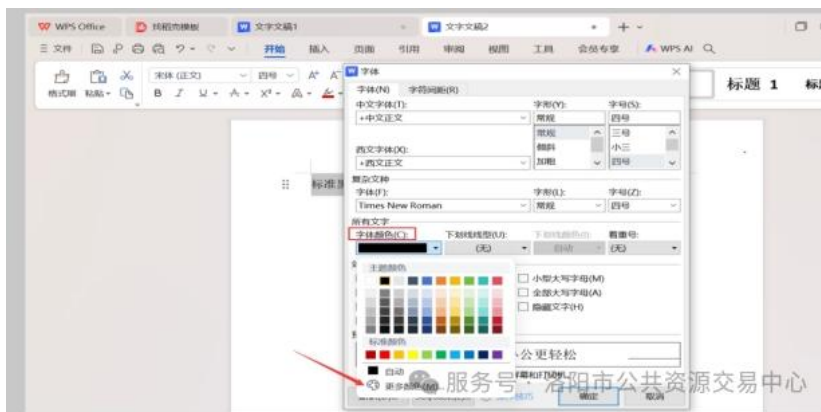 WPS Office 找稻壳模板 文字文稿1 文字文稿2
文件 开始 插入 页面 引用 审阅 视图 工具 会员专享 WPS AI
格式刷 粘贴 宋体 (正文) 四号 标题 1 标
字体
字体(N) 字符间距(R)
中文字体(T): 字形(Y): 字号(S):
+中文正文 常规 四号
常规 三号
倾斜 小三
西文字体(X): 加粗 四号
+西文正文
复杂文种
字体(F): 字形(L): 字号(Z):
Times New Roman 常规 四号
所有文字
字体颜色(C): 下划线线型(U): 下划线颜色(I): 着重号:
(无) 自动 (无)
主题颜色
小型大写字母(M)
全部大写字母(A)
隐藏文字(H)
标准颜色
公更轻松
自动
更多颜色(M)...
服务号 · 洛阳市公共资源交易中心
确定 取消